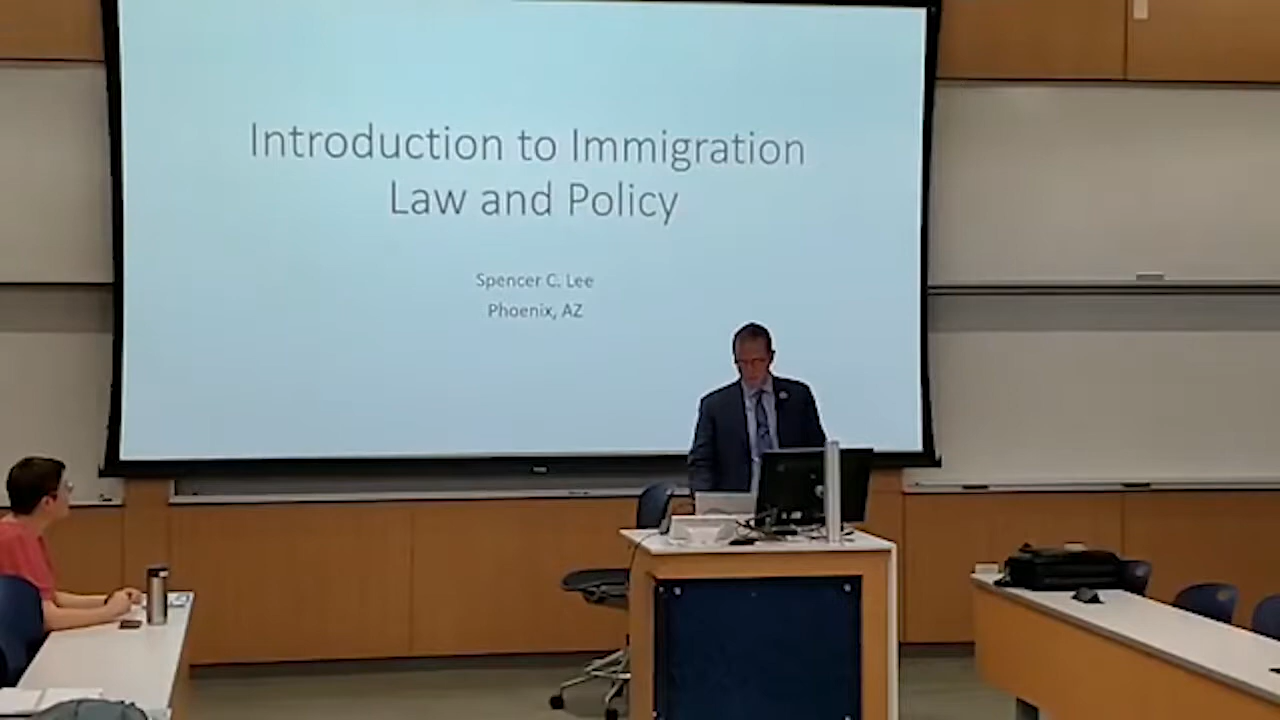 Introduction to Immigration
Law and Policy
Spencer C. Lee
Phoenix, AZ